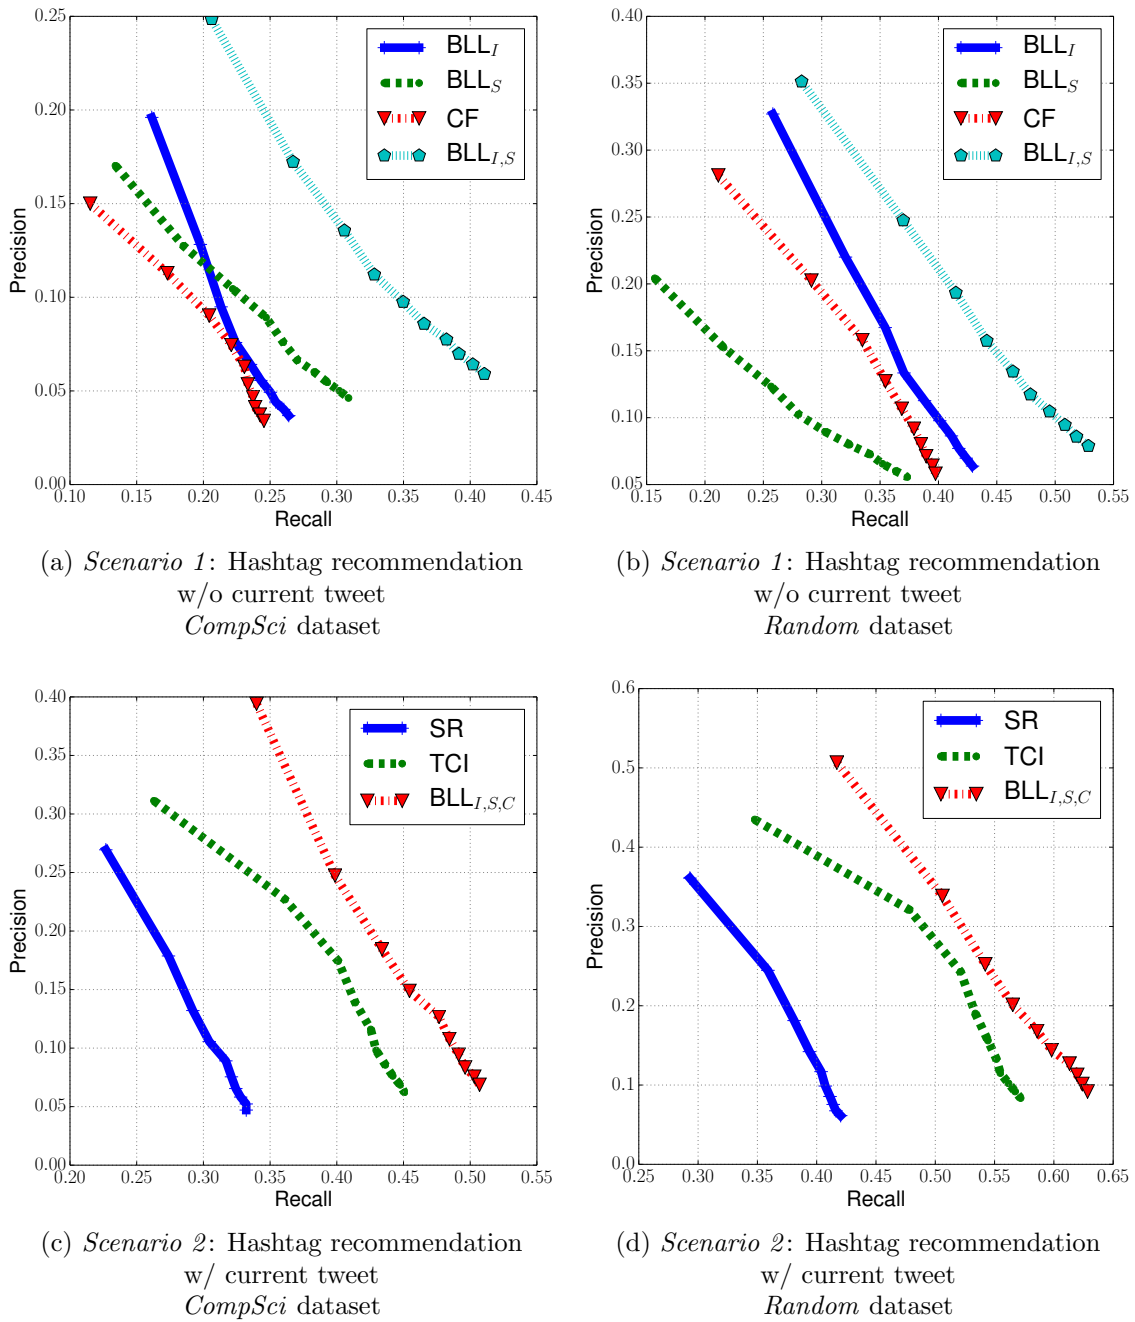 0.25
0.20
0.15
0.10
0.05
0.00
Precision
0.10 0.15 0.20 0.25 0.30 0.35 0.40 0.45
Recall
BLL_I
BLL_S
CF
BLL_{I,S}
0.40
0.35
0.30
0.25
0.20
0.15
0.10
0.05
Precision
0.15 0.20 0.25 0.30 0.35 0.40 0.45 0.50 0.55
Recall
BLL_I
BLL_S
CF
BLL_{I,S}
(a) Scenario 1: Hashtag recommendation
w/o current tweet
CompSci dataset
(b) Scenario 1: Hashtag recommendation
w/o current tweet
Random dataset
0.40
0.35
0.30
0.25
0.20
0.15
0.10
0.05
0.00
Precision
0.20 0.25 0.30 0.35 0.40 0.45 0.50 0.55
Recall
SR
TCI
BLL_{I,S,C}
0.6
0.5
0.4
0.3
0.2
0.1
0.0
Precision
0.25 0.30 0.35 0.40 0.45 0.50 0.55 0.60 0.65
Recall
SR
TCI
BLL_{I,S,C}
(c) Scenario 2: Hashtag recommendation
w/ current tweet
CompSci dataset
(d) Scenario 2: Hashtag recommendation
w/ current tweet
Random dataset